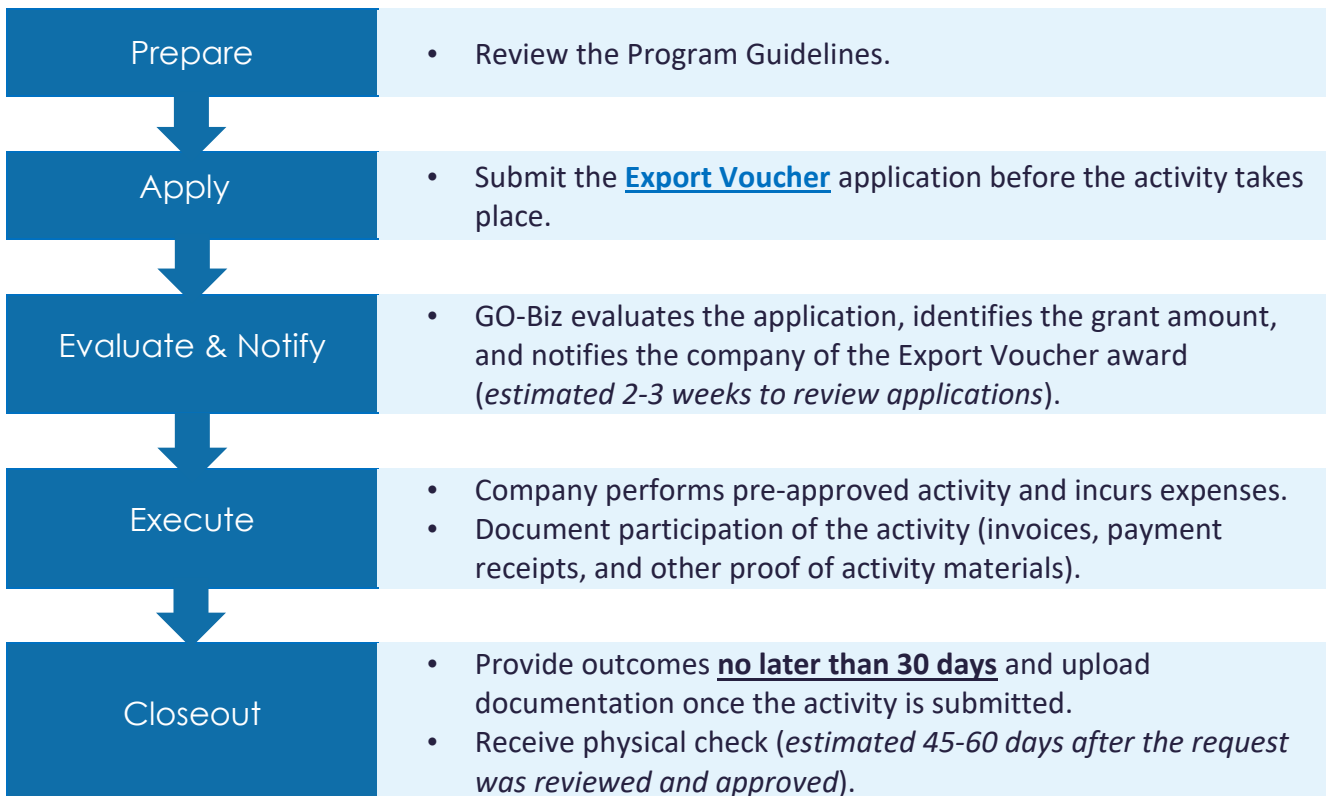 Prepare
• Review the Program Guidelines.
Apply
• Submit the Export Voucher application before the activity takes
place.
Evaluate & Notify
• GO-Biz evaluates the application, identifies the grant amount,
and notifies the company of the Export Voucher award
(estimated 2-3 weeks to review applications).
Execute
• Company performs pre-approved activity and incurs expenses.
• Document participation of the activity (invoices, payment
receipts, and other proof of activity materials).
Closeout
• Provide outcomes no later than 30 days and upload
documentation once the activity is submitted.
• Receive physical check (estimated 45-60 days after the request
was reviewed and approved).